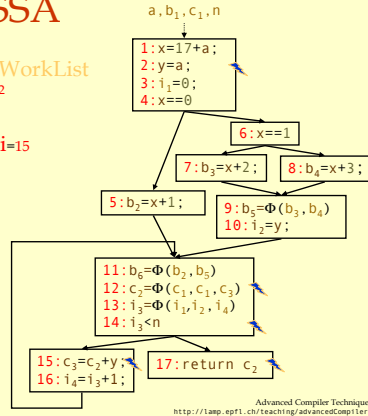 SSA
a,b1,c1,n
WorkList
2
i=15
1:x=17+a;
2:y=a;
3:i1=0;
4:x==0
6:x==1
7:b3=x+2;
8:b4=x+3;
5:b2=x+1;
9:b5=Φ(b3,b4)
10:i2=y;
11:b6=Φ(b2,b5)
12:c2=Φ(c1,c1,c3)
13:i3=Φ(i1,i2,i4)
14:i3<n
15:c3=c2+y;
16:i4=i3+1;
17:return c2
Advanced Compiler Technique
http://lamp.epfl.ch/teaching/advancedCompiler